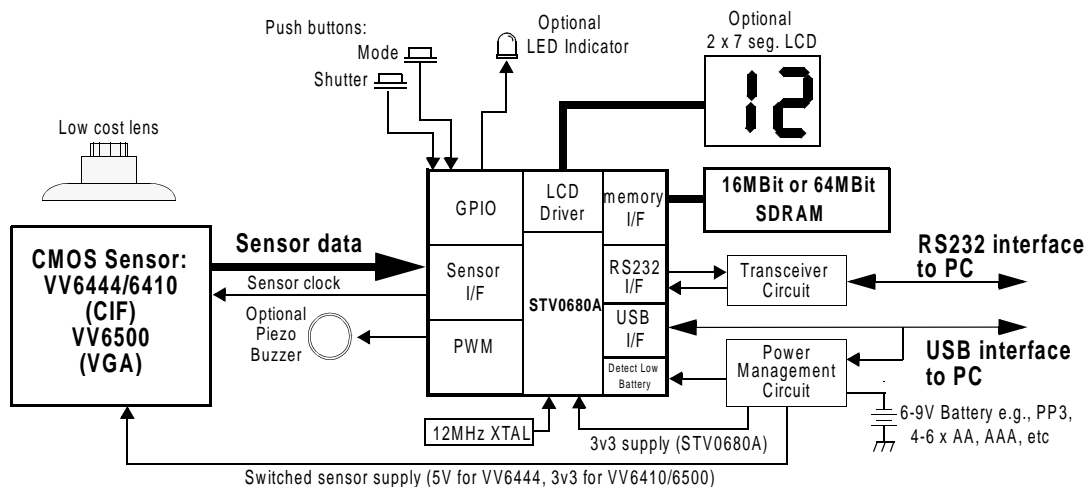 Push buttons:
Mode
Shutter
Optional
LED Indicator
Optional
2 x 7 seg. LCD
12
Low cost lens
CMOS Sensor:
VV6444/6410
(CIF)
VV6500
(VGA)
Sensor data
Sensor clock
Optional
Piezo
Buzzer
GPIO
LCD
Driver
memory
I/F
Sensor
I/F
STV0680A
RS232
I/F
USB
I/F
PWM
Detect Low
Battery
16MBit or 64MBit
SDRAM
Transceiver
Circuit
RS232 interface
to PC
USB interface
to PC
Power
Management
Circuit
6-9V Battery e.g., PP3,
4-6 x AA, AAA, etc
12MHz XTAL
3v3 supply (STV0680A)
Switched sensor supply (5V for VV6444, 3v3 for VV6410/6500)